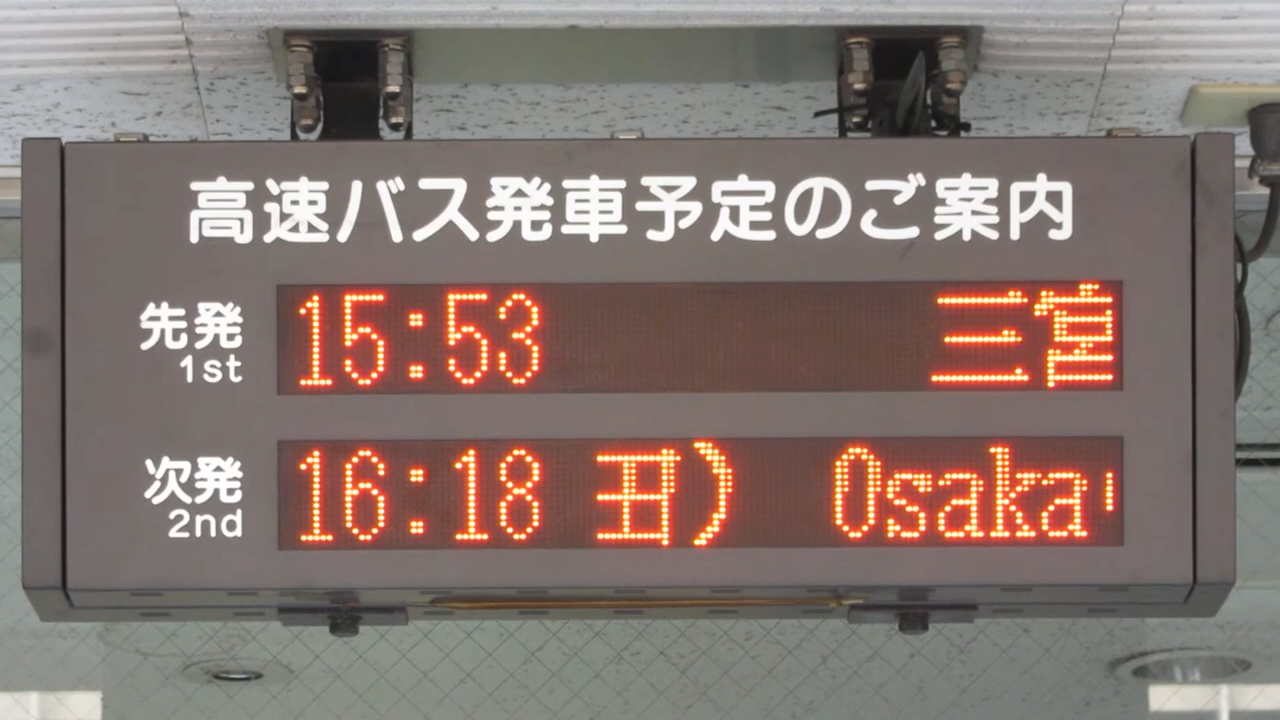 高速バス発車予定のご案内
先発 15:53 三宮
1st
次発 16:18 田) Osaka
2nd